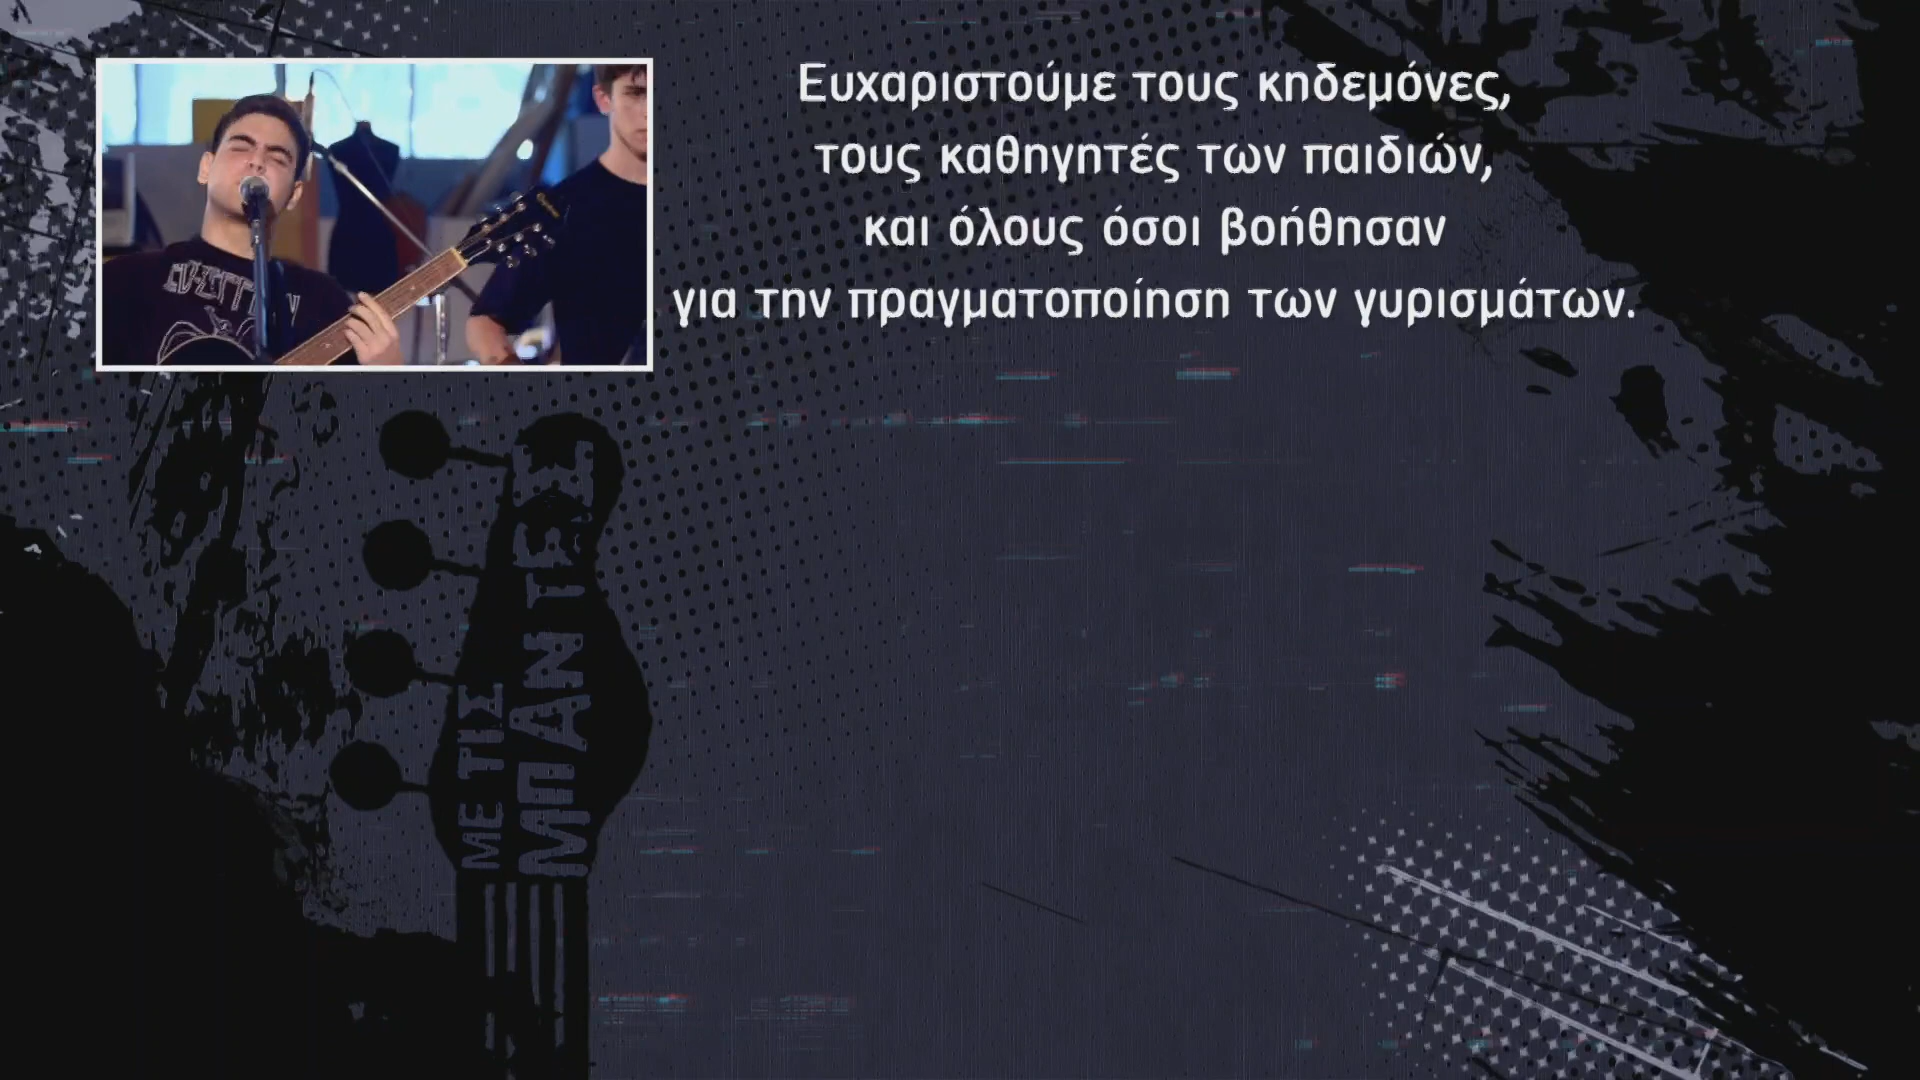 Ευχαριστούμε τους κηδεμόνες,
τους καθηγητές των παιδιών,
και όλους όσοι βοήθησαν
για την πραγματοποίηση των γυρισμάτων.
ΜΕ ΤΙΣ
ΜΠΑΝΤΕΣ